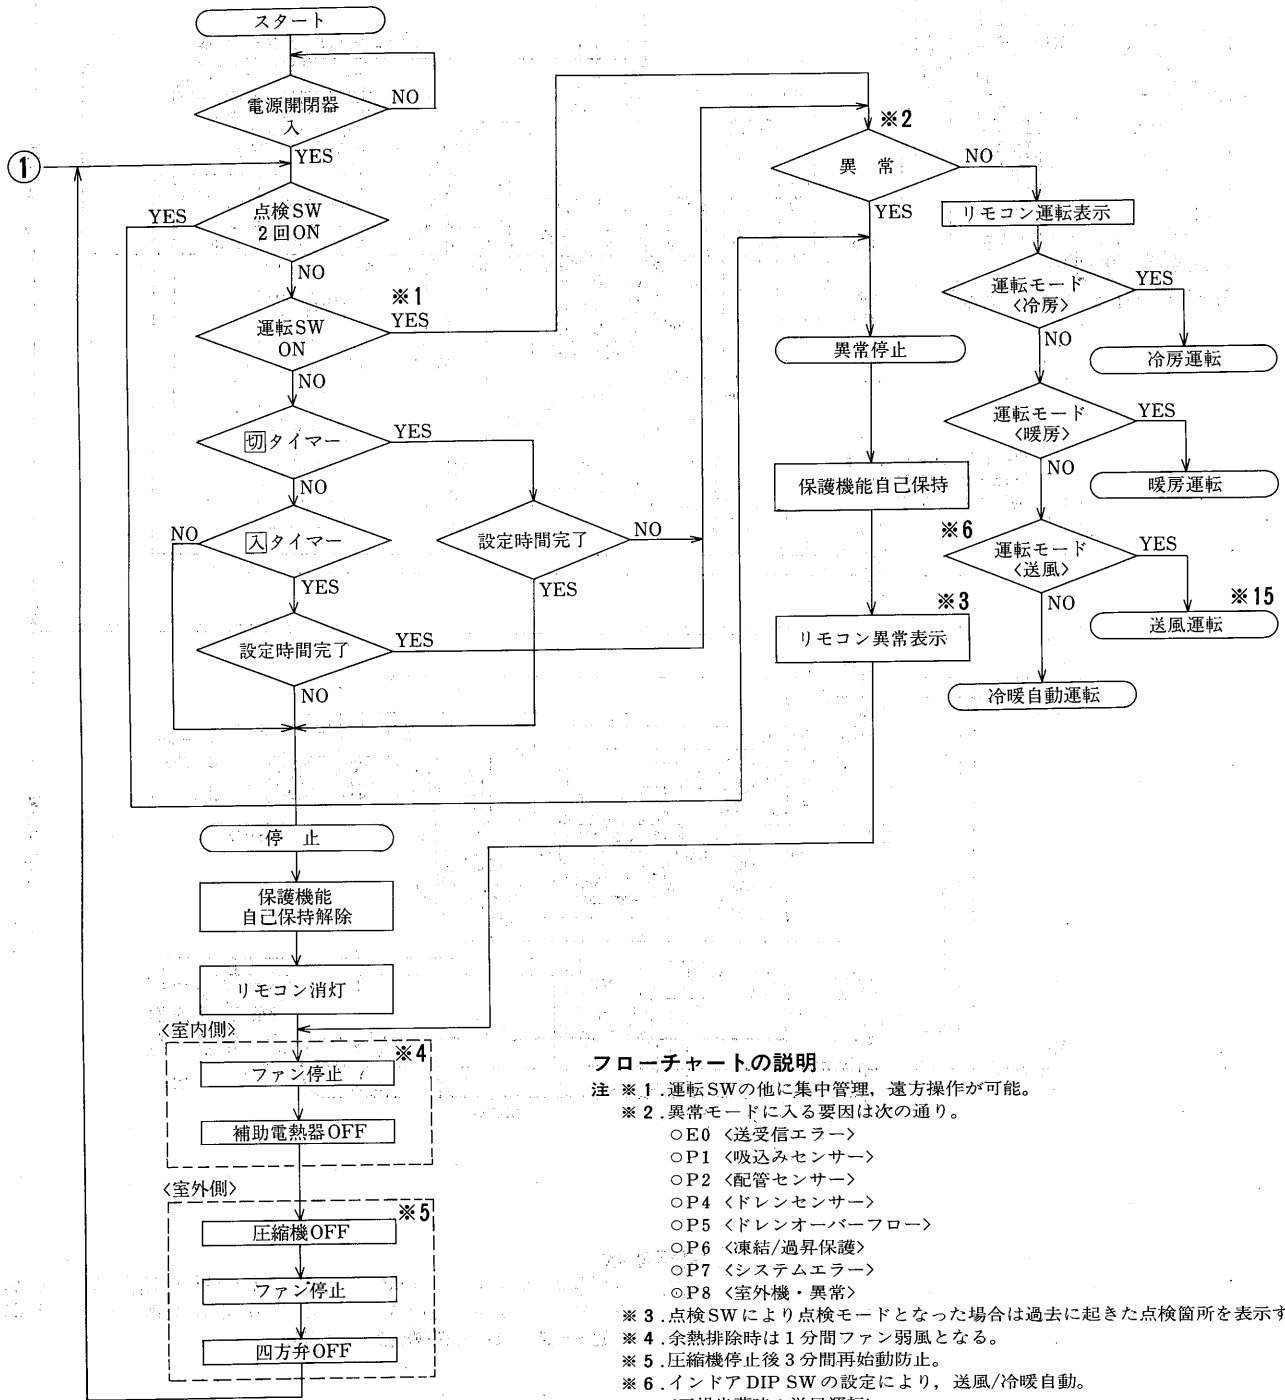 スタート
電源開閉器
入
NO
YES
①
点検SW
2回ON
YES
NO
運転SW
ON
※1
YES
NO
切タイマー
YES
NO
入タイマー
NO
YES
設定時間完了
NO
YES
設定時間完了
YES
NO
停 止
保護機能
自己保持解除
リモコン消灯
〈室内側〉
※4
ファン停止
補助電熱器OFF
〈室外側〉
※5
圧縮機OFF
ファン停止
四方弁OFF
※2
異 常
NO
YES
異常停止
保護機能自己保持
※3
リモコン異常表示
リモコン運転表示
運転モード
〈冷房〉
YES
NO
冷房運転
運転モード
〈暖房〉
YES
NO
暖房運転
※6
運転モード
〈送風〉
YES
NO
※15
送風運転
冷暖自動運転
フローチャートの説明
注 ※1.運転SWの他に集中管理,遠方操作が可能。
※2.異常モードに入る要因は次の通り。
○E0〈送受信エラー〉
○P1〈吸込みセンサー〉
○P2〈配管センサー〉
○P4〈ドレンセンサー〉
○P5〈ドレンオーバーフロー〉
○P6〈凍結/過昇保護〉
○P7〈システムエラー〉
○P8〈室外機・異常〉
※3.点検SWにより点検モードとなった場合は過去に起きた点検箇所を表示す
※4.余熱排除時は1分間ファン弱風となる。
※5.圧縮機停止後3分間再始動防止。
※6.インドアDIP SWの設定により,送風/冷暖自動。